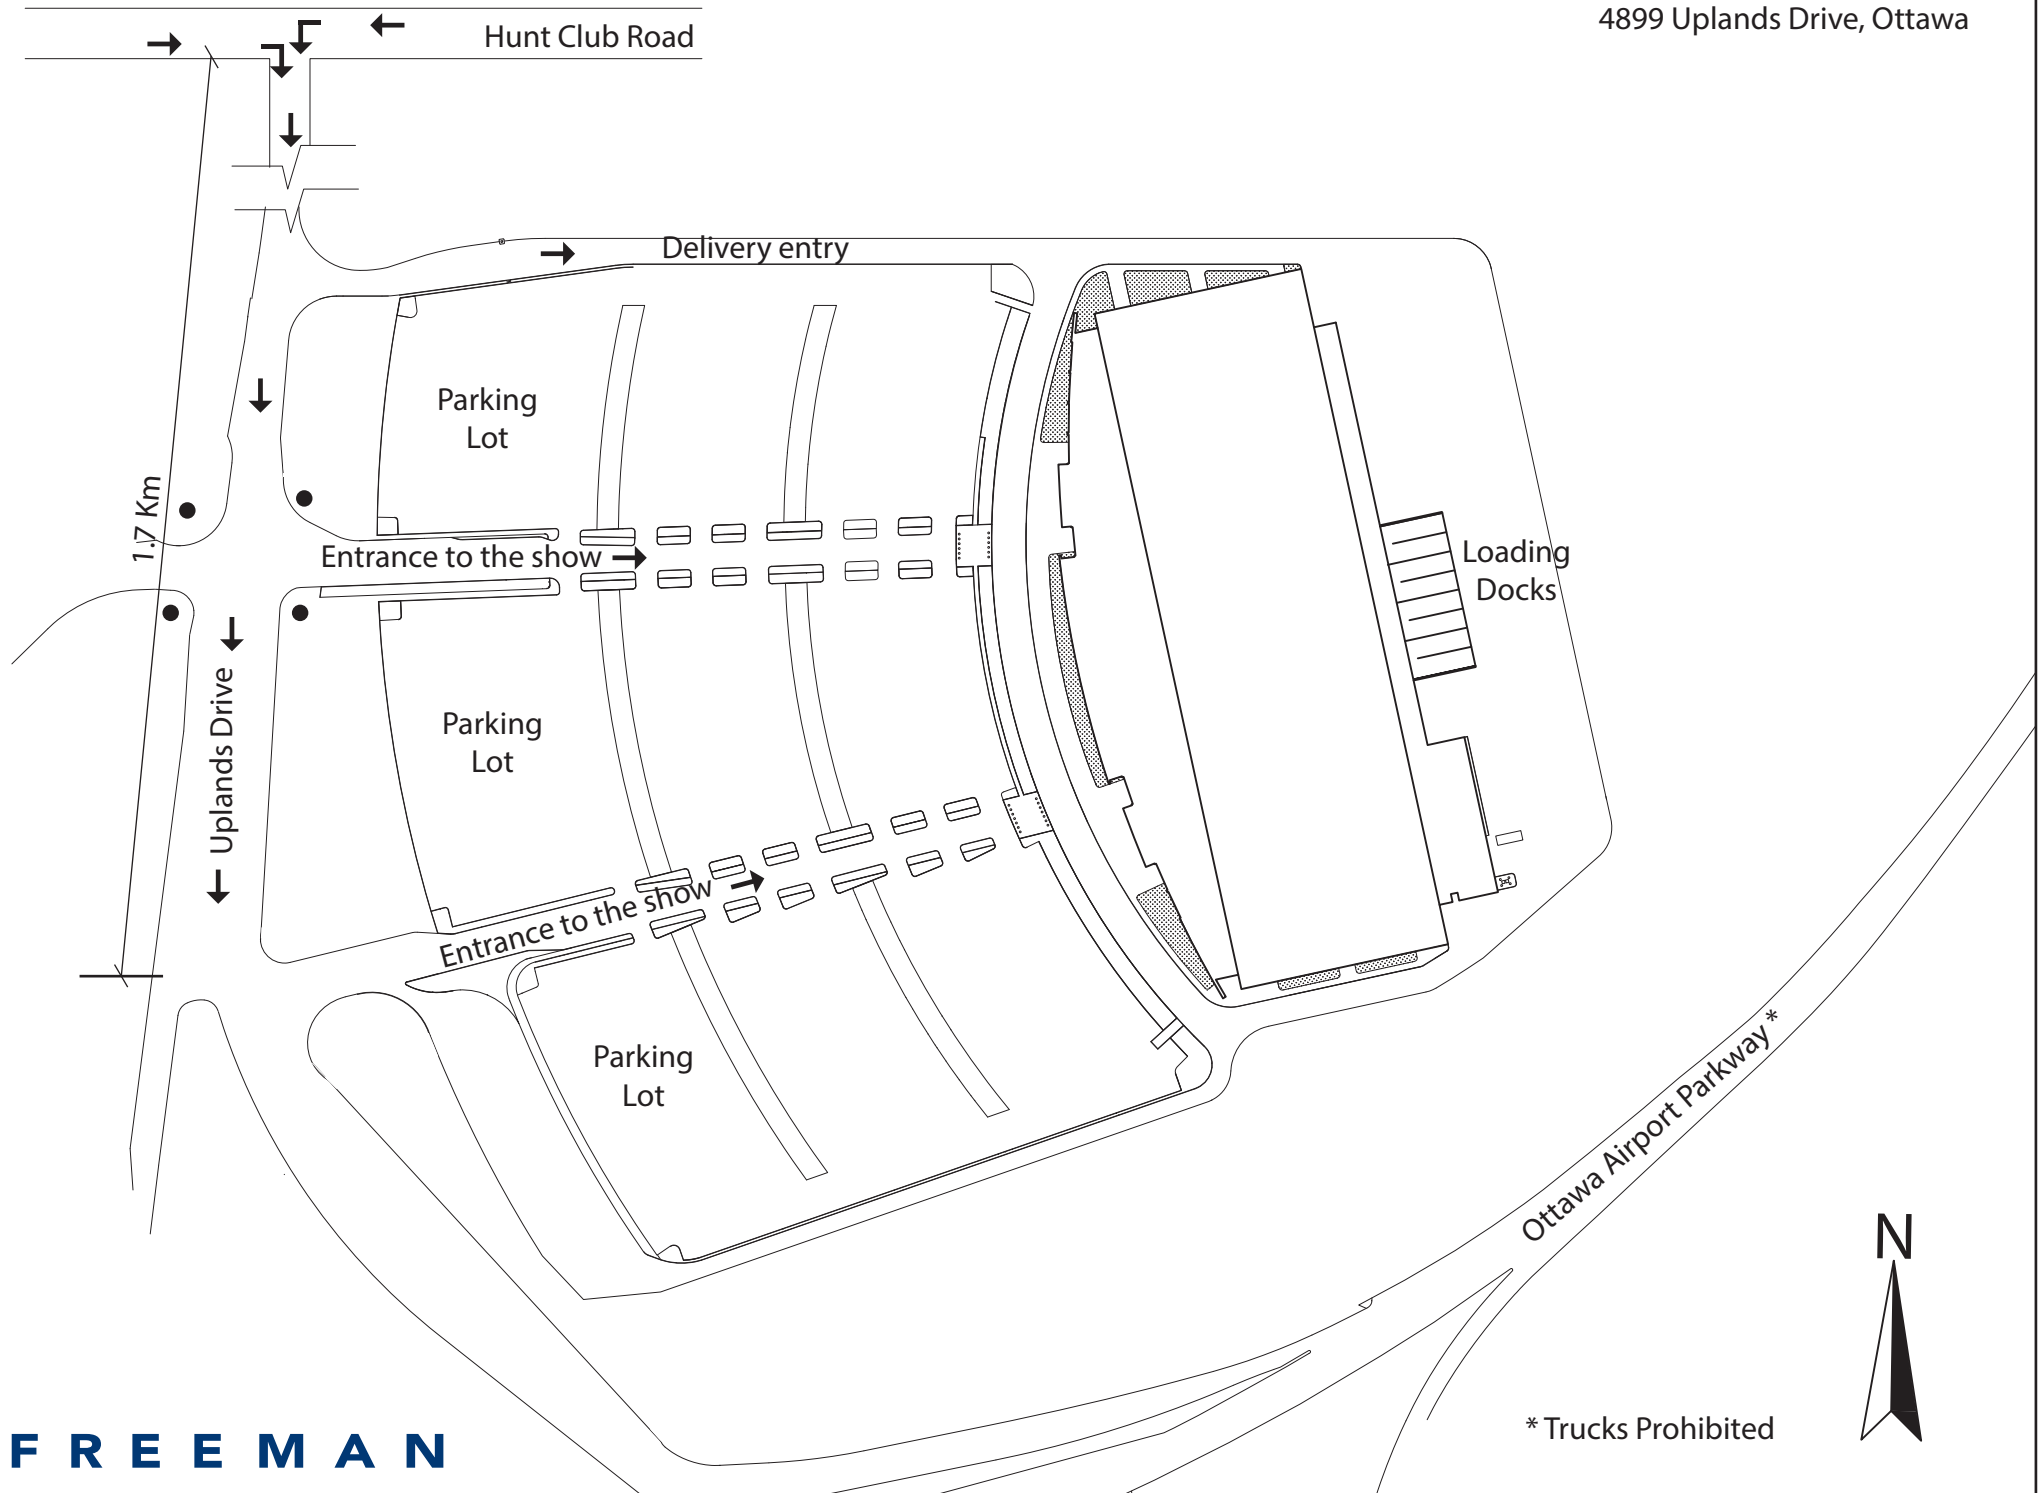 4899 Uplands Drive, Ottawa
Hunt Club Road
Delivery entry
Parking
Lot
1.7 Km
Entrance to the show
Loading
Docks
Uplands Drive
Parking
Lot
Entrance to the show
Parking
Lot
Ottawa Airport Parkway *
N
* Trucks Prohibited
FREEMAN